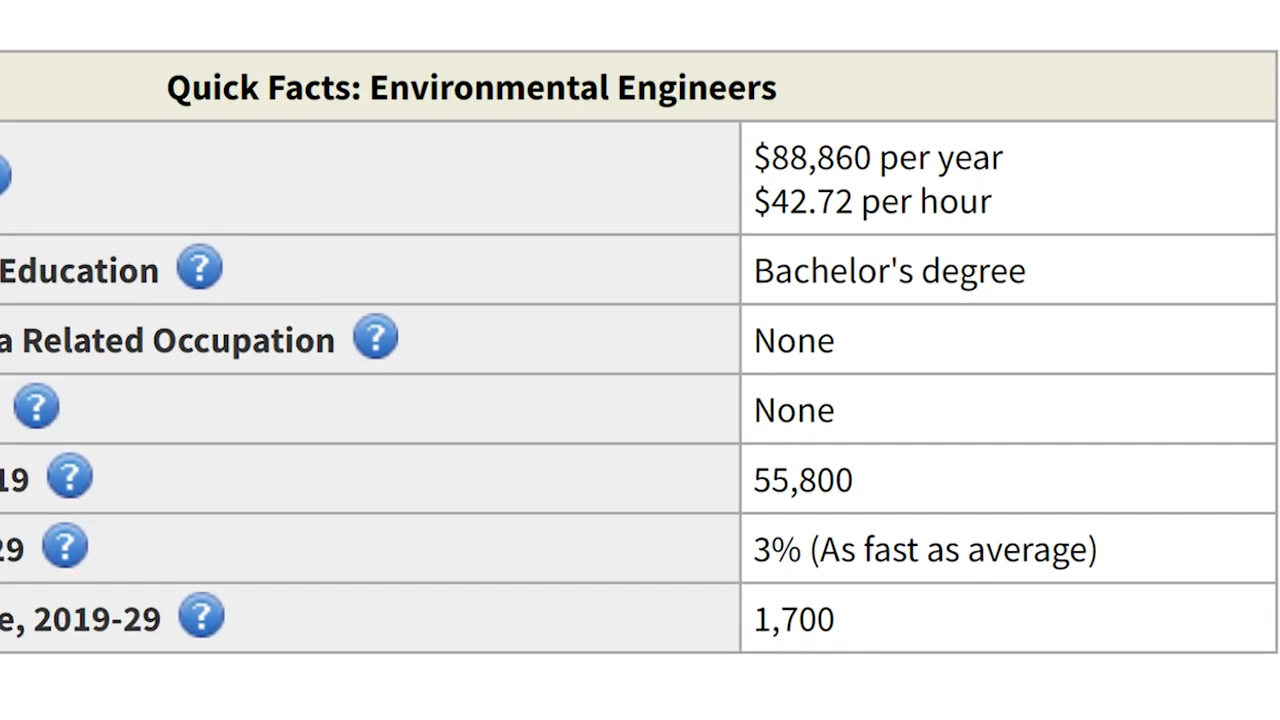 Quick Facts: Environmental Engineers
$88,860 per year
$42.72 per hour
Education ? Bachelor's degree
a Related Occupation ? None
? None
19 ? 55,800
29 ? 3% (As fast as average)
e, 2019-29 ? 1,700